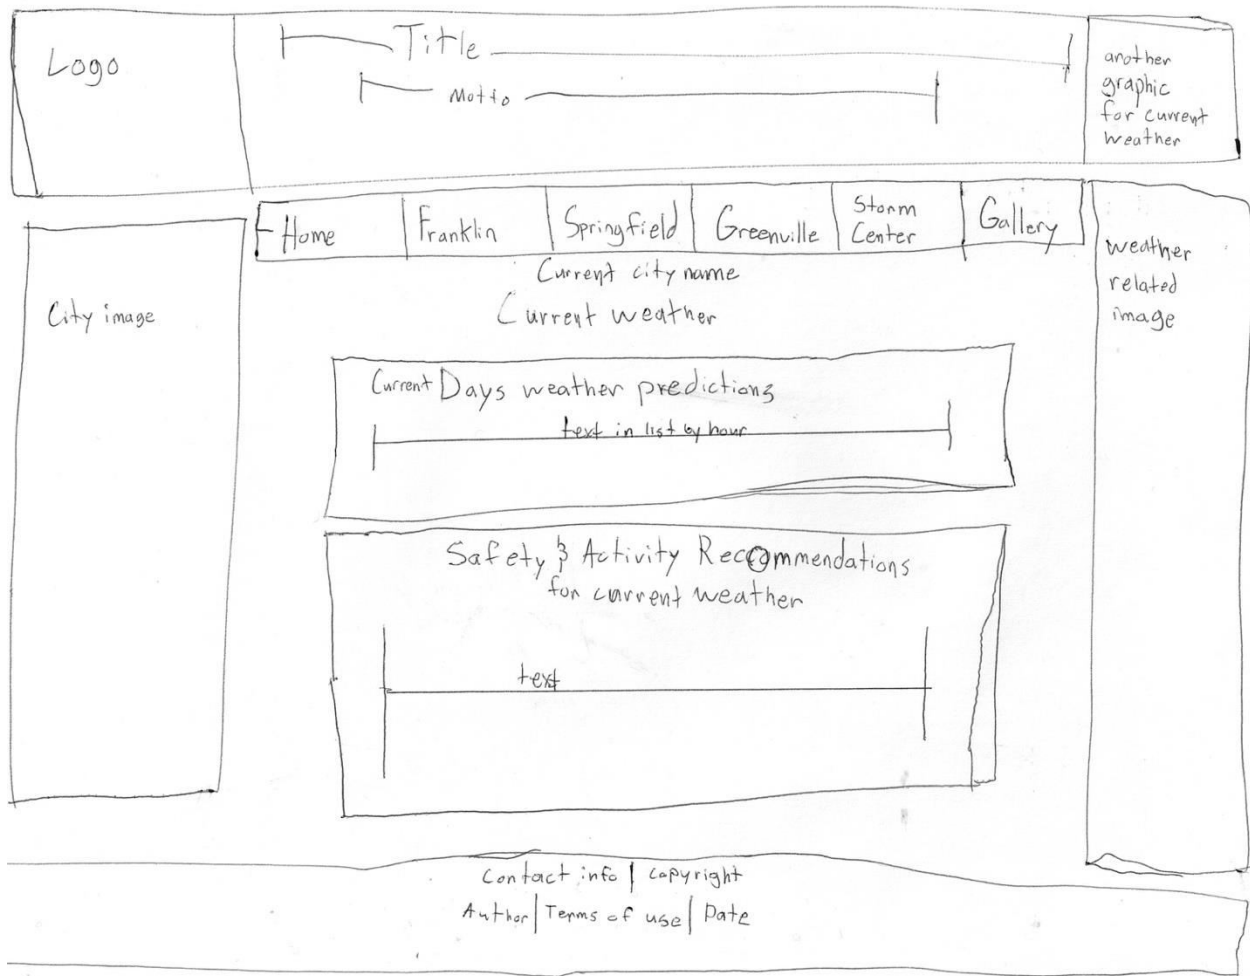 Logo
Title
Motto
another
graphic
for current
weather
Home
Franklin
Springfield
Greenville
Storm
Center
Gallery
City image
Current city name
Current weather
weather
related
image
Current Days weather predictions
text in list by hour
Safety & Activity Reccommendations
for current weather
text
Contact info | copyright
Author | Terms of use | Date